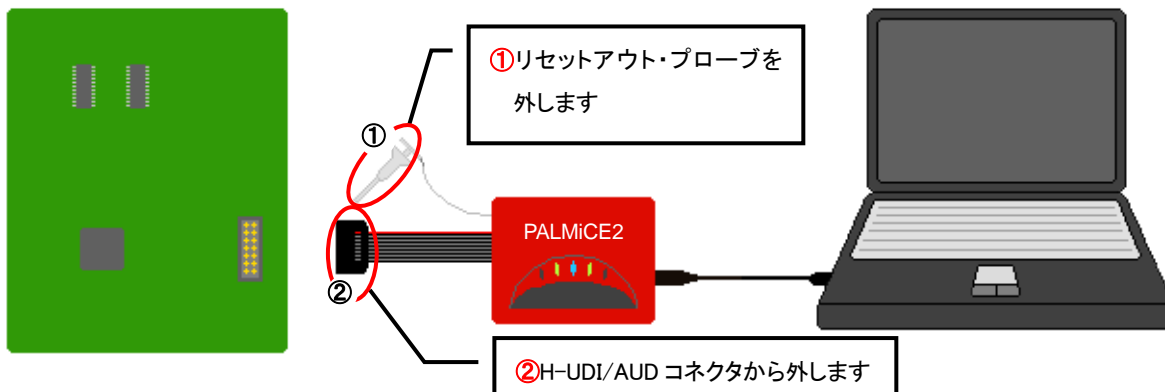 ①リセットアウト・プローブを
外します
①
PALMiCE2
②
②H-UDI/AUD コネクタから外します